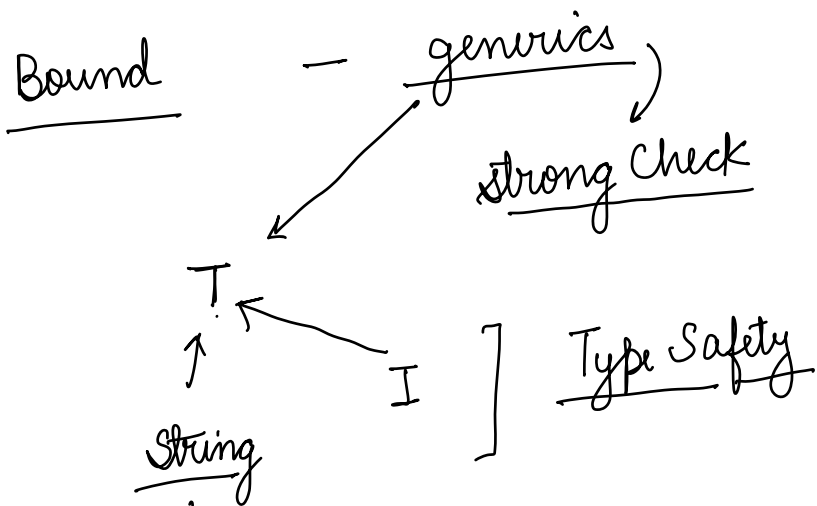 Bound - generics
strong Check
T
I ] Type Safety
String